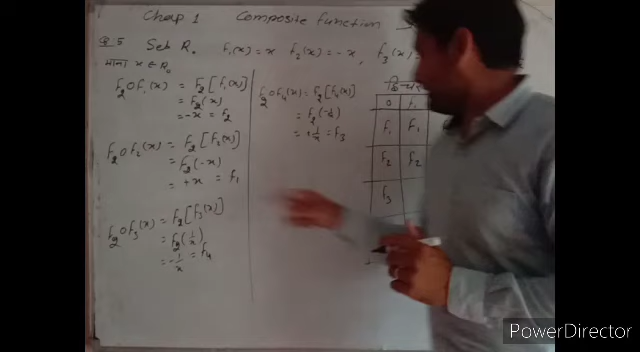 Chap 1 Composite function
Q.5 Set R₀ f₁(x) = x f₂(x) = -x, f₃(x) =
माना x ∈ R₀
f₂of₁(x) = f₂[f₁(x)]
= f₂(x)
= -x = f₂
f₂of₂(x) = f₂[f₂(x)]
= f₂(-x)
= +x = f₁
f₂of₃(x) = f₂[f₃(x)]
= f₂(1/x)
= -1/x = f₄
f₂of₄(x) = f₂[f₄(x)]
= f₂(-1/x)
= +1/x = f₃
o f₁
f₁ f₁
f₂ f₂
f₃
PowerDirector